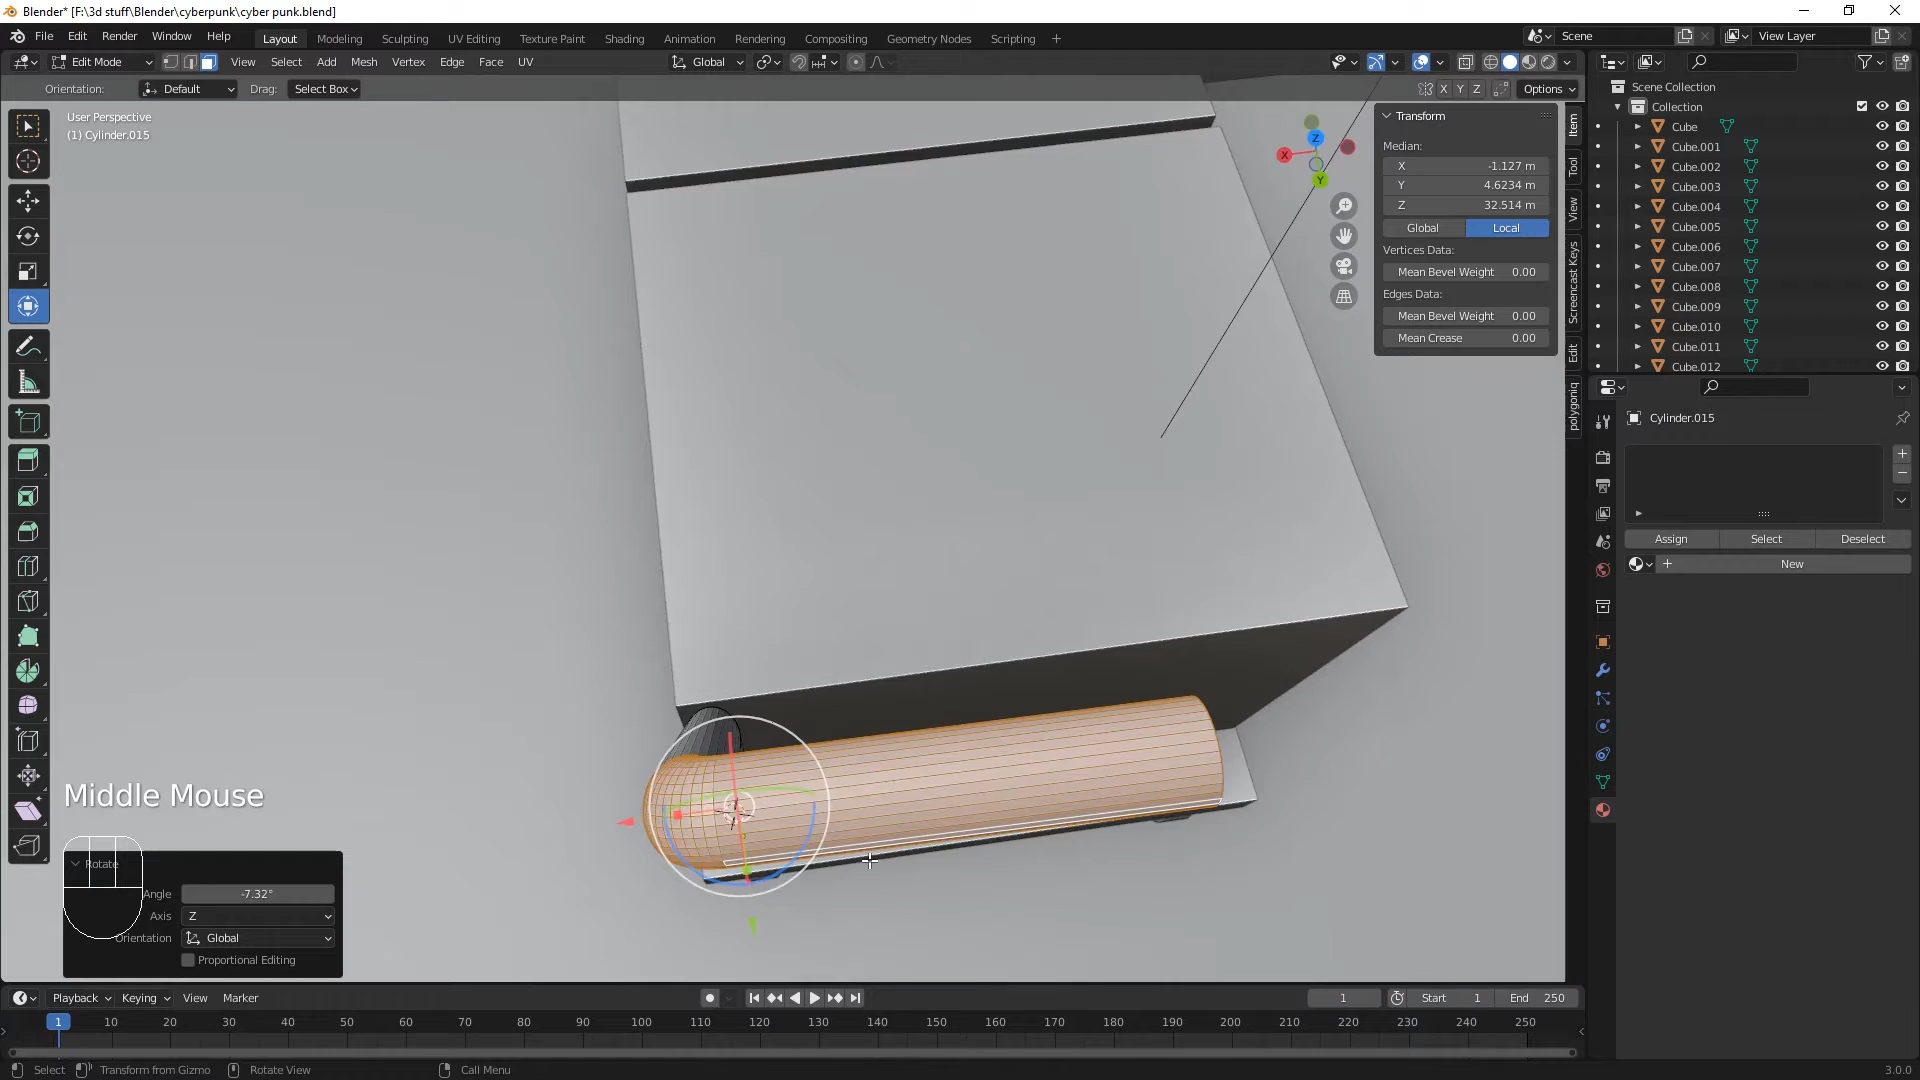 Blender* [F:\3d stuff\Blender\cyberpunk\cyber punk.blend]
File Edit Render Window Help
Layout Modeling Sculpting UV Editing Texture Paint Shading Animation Rendering Compositing Geometry Nodes Scripting +
Scene
View Layer
Edit Mode View Select Add Mesh Vertex Edge Face UV
Global
Orientation: Default Drag: Select Box
X Y Z Options
User Perspective
(1) Cylinder.015
Z
X
Y
Transform
Median:
X -1.127 m
Y 4.6234 m
Z 32.514 m
Global Local
Vertices Data:
Mean Bevel Weight 0.00
Edges Data:
Mean Bevel Weight 0.00
Mean Crease 0.00
Item
Tool
View
Screencast Keys
Edit
polygoniq
Scene Collection
Collection
Cube
Cube.001
Cube.002
Cube.003
Cube.004
Cube.005
Cube.006
Cube.007
Cube.008
Cube.009
Cube.010
Cube.011
Cube.012
Cylinder.015
Assign Select Deselect
+ New
Middle Mouse
Rotate
Angle -7.32°
Axis Z
Orientation Global
Proportional Editing
Playback Keying View Marker
1 Start 1 End 250
1 10 20 30 40 50 60 70 80 90 100 110 120 130 140 150 160 170 180 190 200 210 220 230 240 250
Select Transform from Gizmo Rotate View Call Menu
3.0.0